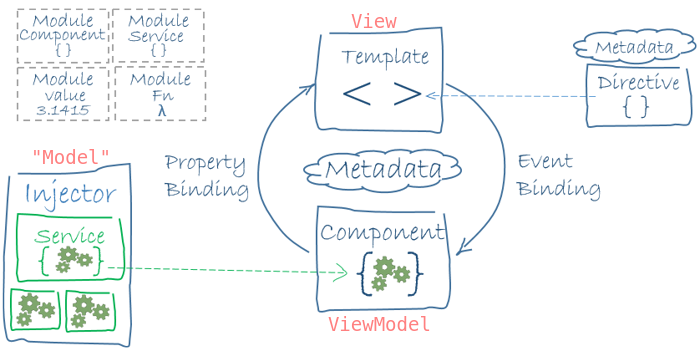 Module
Component
{ }
Module
Service
{ }
Module
value
3.1415
Module
Fn
λ
View
Template
< >
Metadata
Directive
{ }
"Model"
Injector
Service
{ }
Property
Binding
Metadata
Event
Binding
Component
{ }
ViewModel